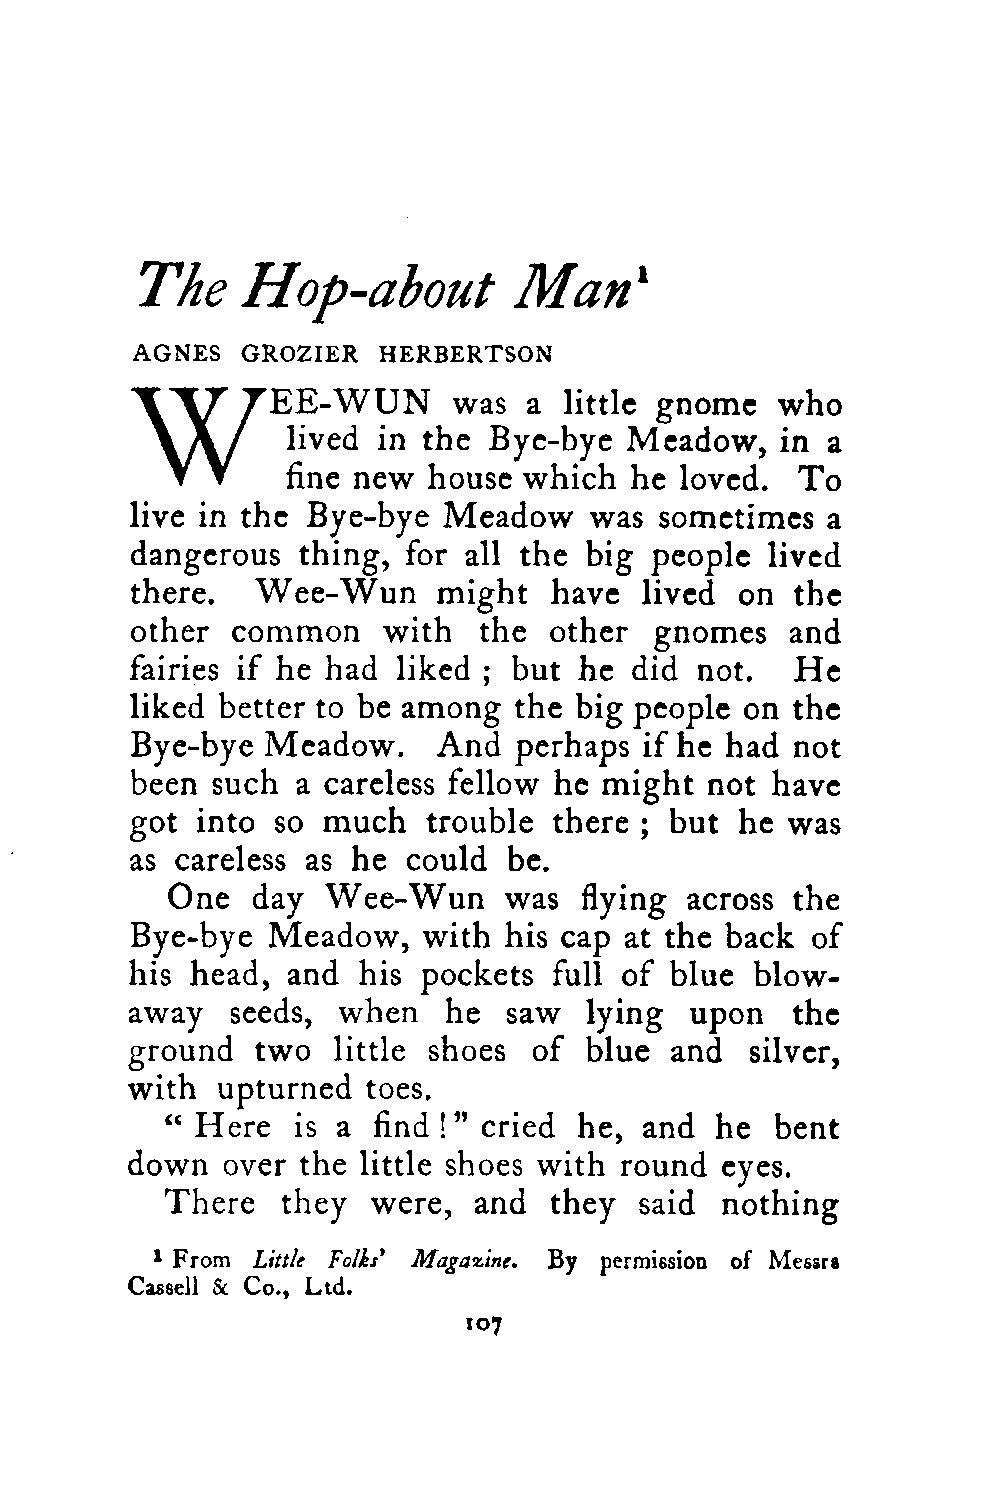 The Hop-about Man¹
AGNES GROZIER HERBERTSON
WEE-WUN was a little gnome who
lived in the Bye-bye Meadow, in a
fine new house which he loved. To
live in the Bye-bye Meadow was sometimes a
dangerous thing, for all the big people lived
there. Wee-Wun might have lived on the
other common with the other gnomes and
fairies if he had liked ; but he did not. He
liked better to be among the big people on the
Bye-bye Meadow. And perhaps if he had not
been such a careless fellow he might not have
got into so much trouble there ; but he was
as careless as he could be.
One day Wee-Wun was flying across the
Bye-bye Meadow, with his cap at the back of
his head, and his pockets full of blue blow-
away seeds, when he saw lying upon the
ground two little shoes of blue and silver,
with upturned toes.
“ Here is a find ! ” cried he, and he bent
down over the little shoes with round eyes.
There they were, and they said nothing
¹ From Little Folks' Magazine. By permission of Messrs
Cassell & Co., Ltd.
107